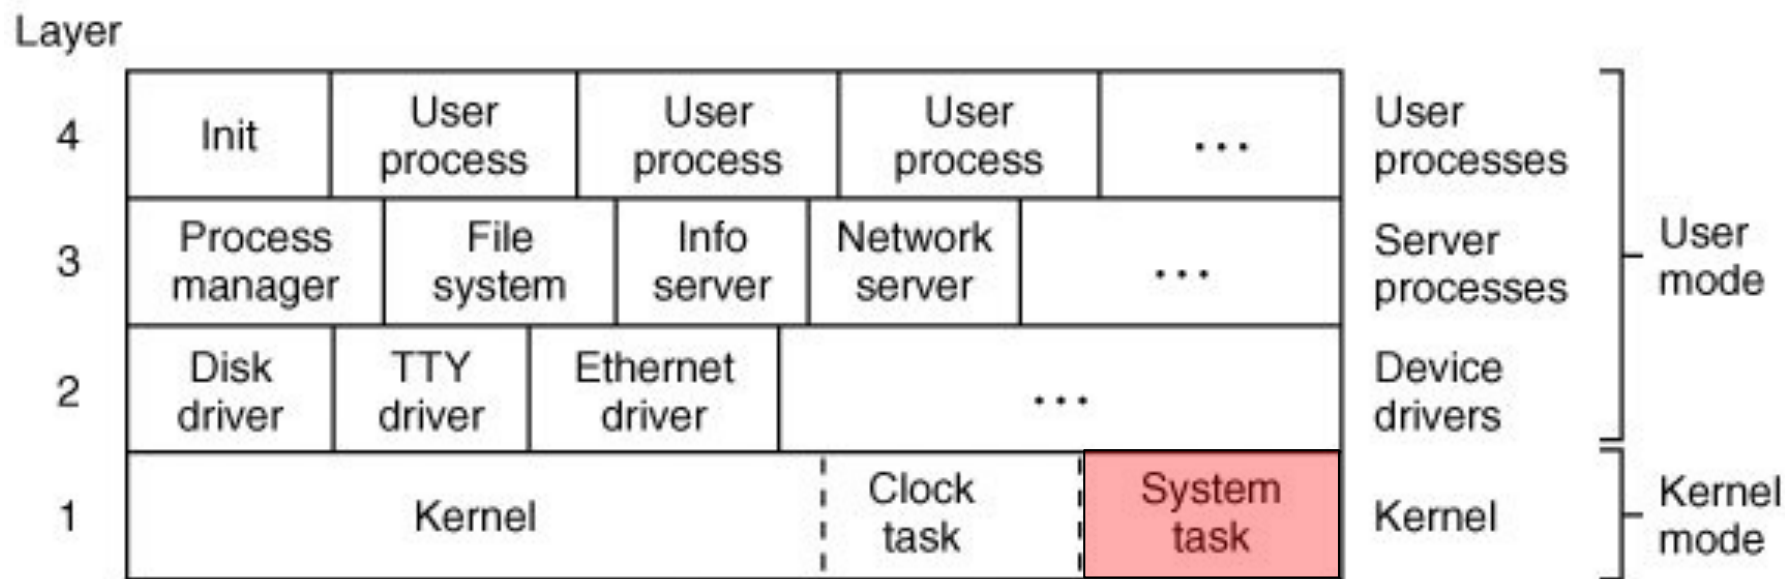 Layer
4
Init
User
process
User
process
User
process
...
User
processes
3
Process
manager
File
system
Info
server
Network
server
...
Server
processes
User
mode
2
Disk
driver
TTY
driver
Ethernet
driver
...
Device
drivers
1
Kernel
Clock
task
System
task
Kernel
Kernel
mode